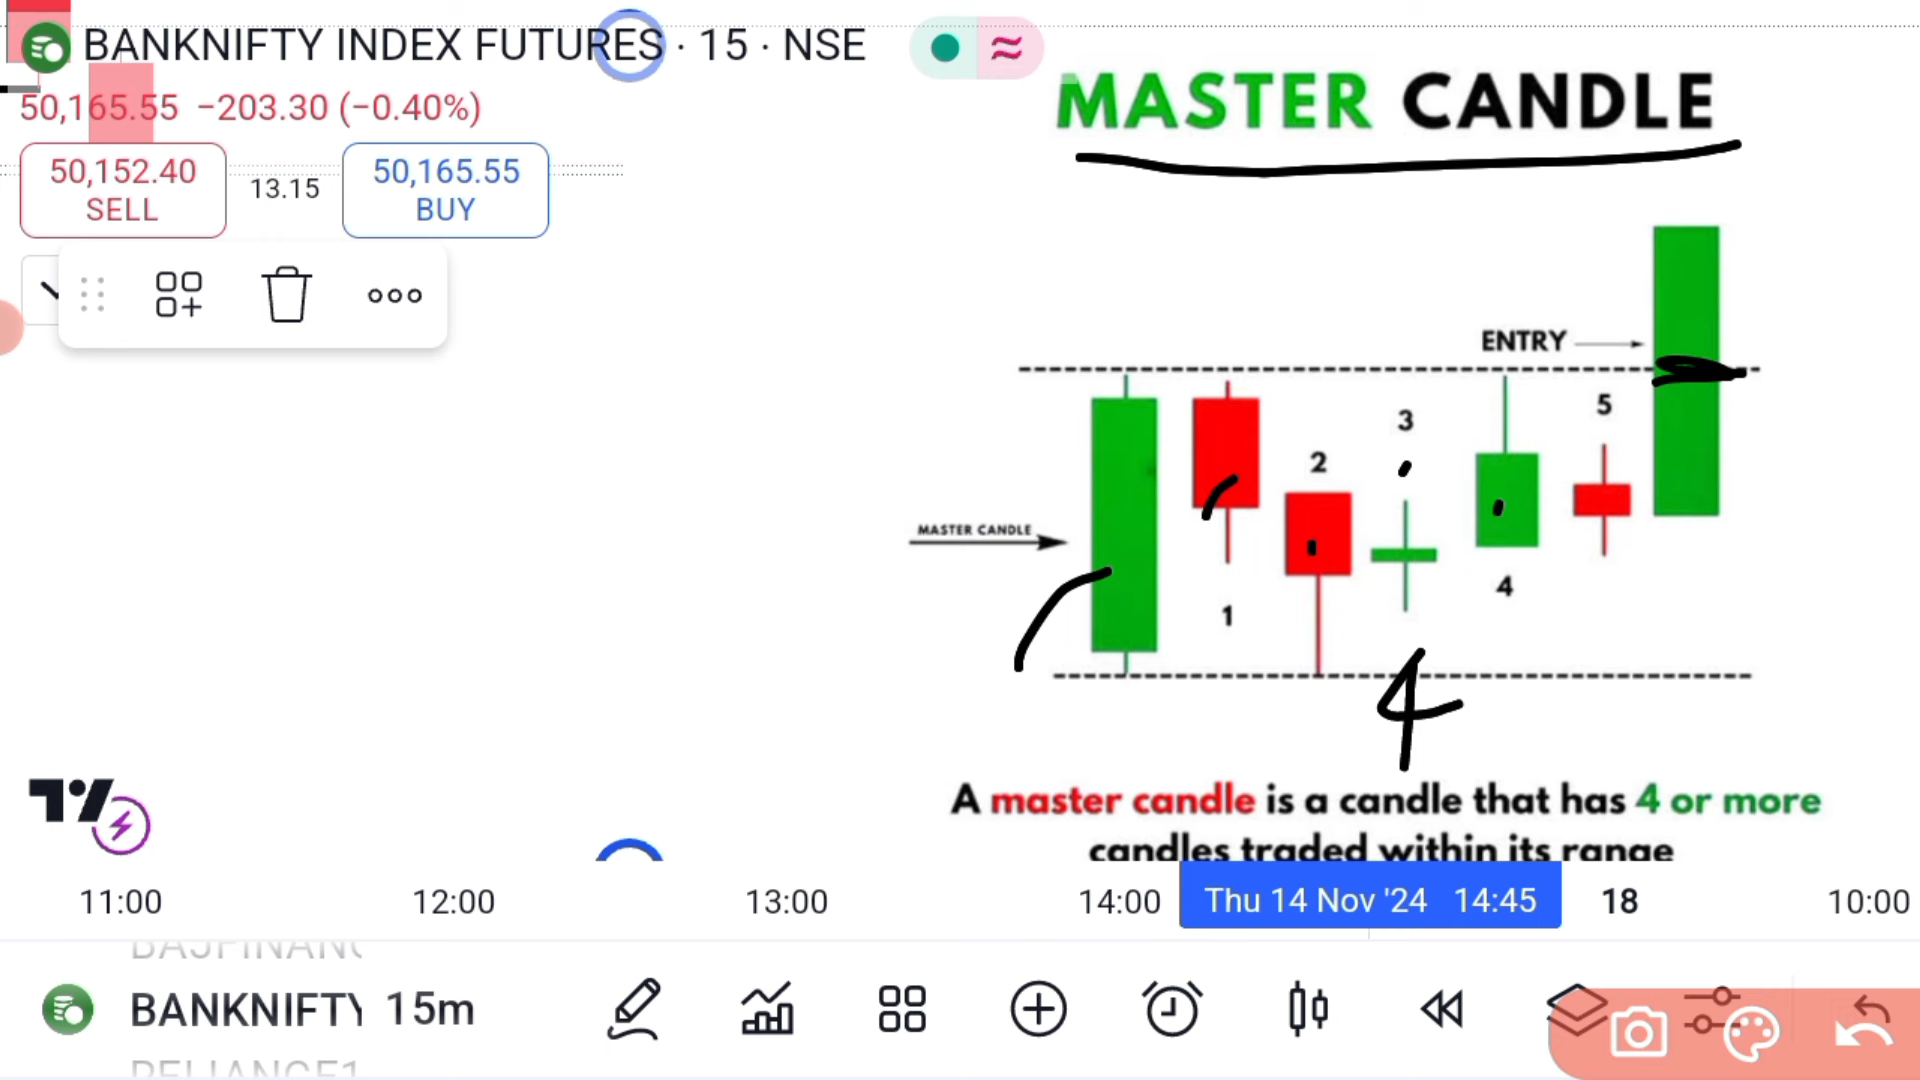 BANKNIFTY INDEX FUTURES · 15 · NSE
50,165.55 −203.30 (−0.40%)
50,152.40
SELL
13.15
50,165.55
BUY
MASTER CANDLE
ENTRY
MASTER CANDLE
1
2
3
4
5
4
A master candle is a candle that has 4 or more
candles traded within its range
11:00 12:00 13:00 14:00 Thu 14 Nov '24 14:45 18 10:00
BANKNIFTY 15m